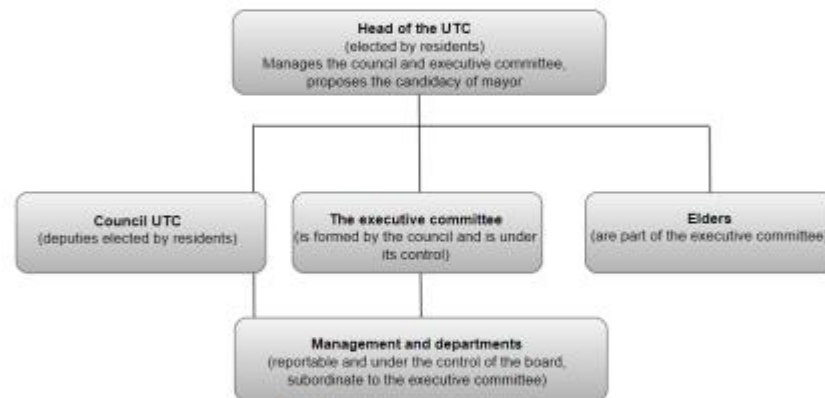 Head of the UTC
(elected by residents)
Manages the council and executive committee,
proposes the candidacy of mayor
Council UTC
(deputies elected by residents)
The executive committee
(is formed by the council and is under
its control)
Elders
(are part of the executive committee)
Management and departments
(reportable and under the control of the board,
subordinate to the executive committee)